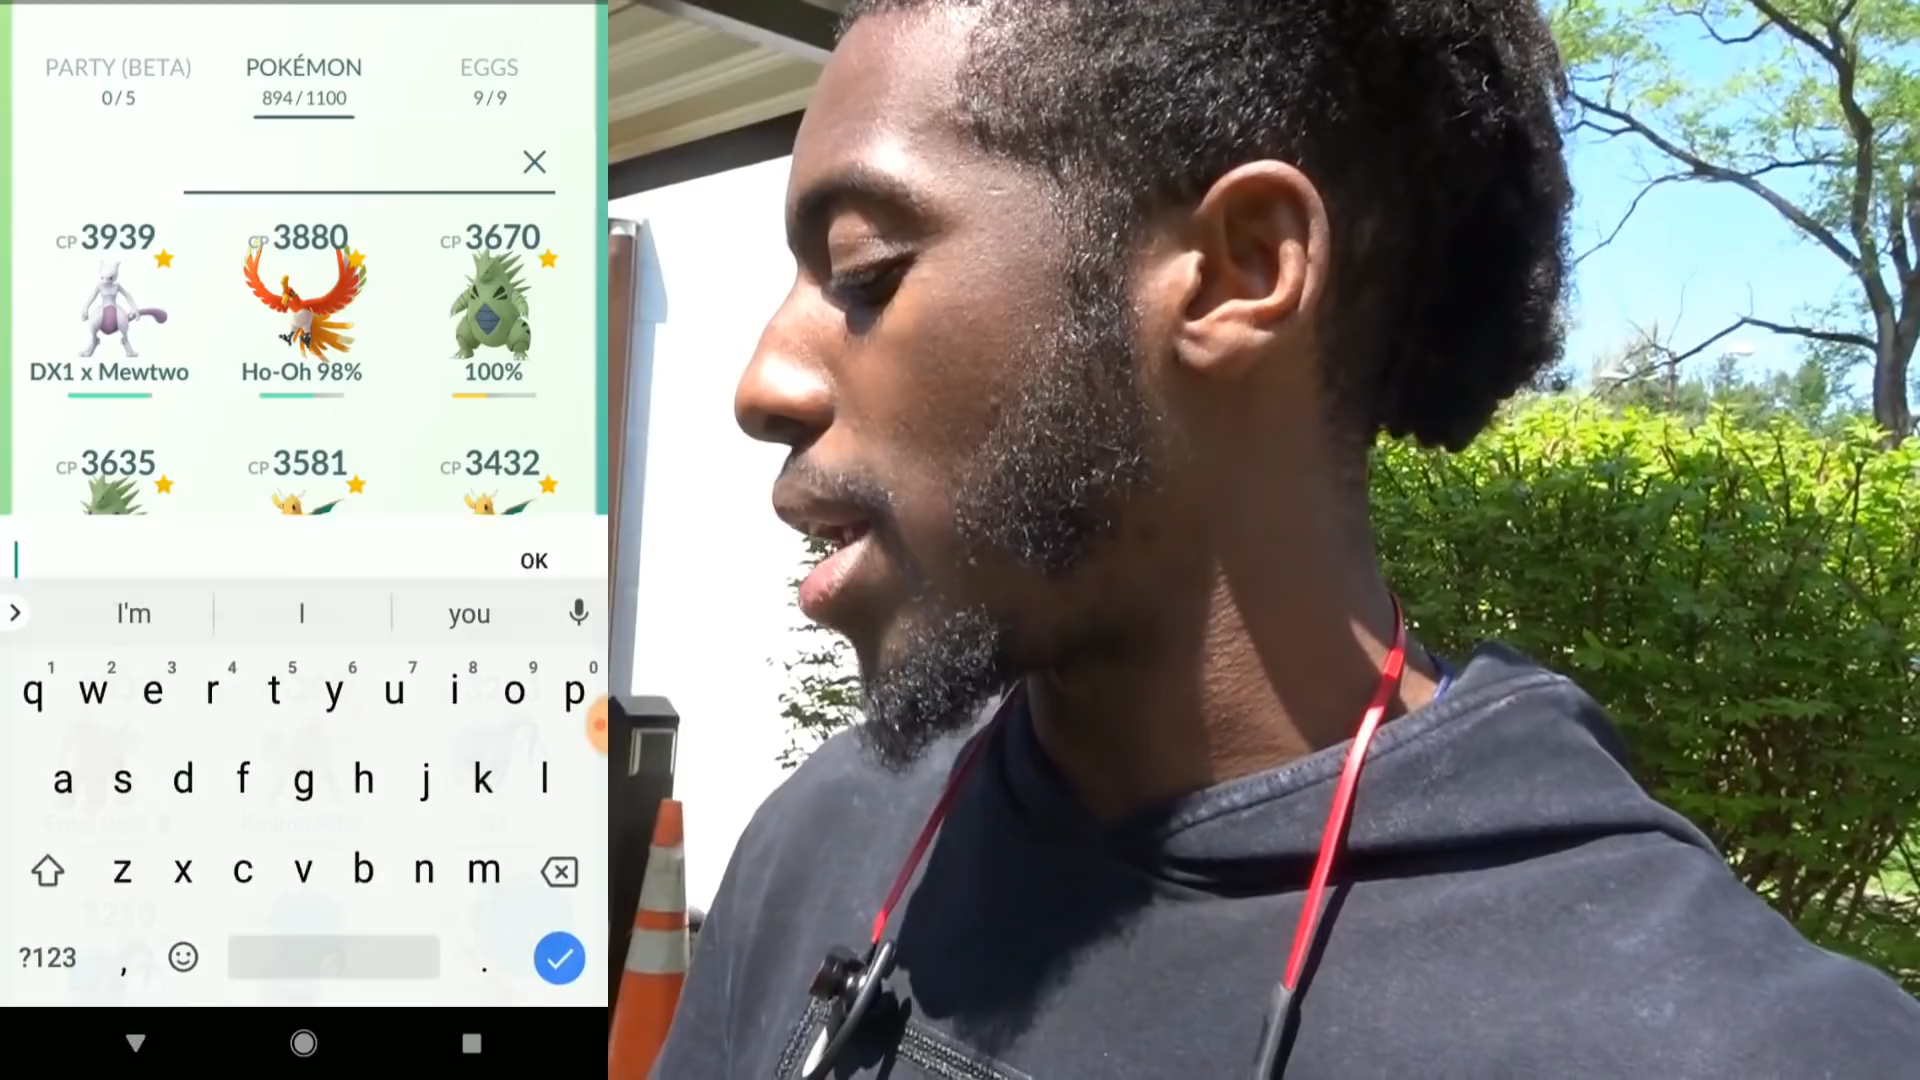 PARTY (BETA) POKÉMON EGGS
0/5 894/1100 9/9
CP 3939 CP 3880 CP 3670
DX1 x Mewtwo Ho-Oh 98% 100%
CP 3635 CP 3581 CP 3432
OK
I'm I you
1 2 3 4 5 6 7 8 9 0
q w e r t y u i o p
a s d f g h j k l
z x c v b n m
?123 , .